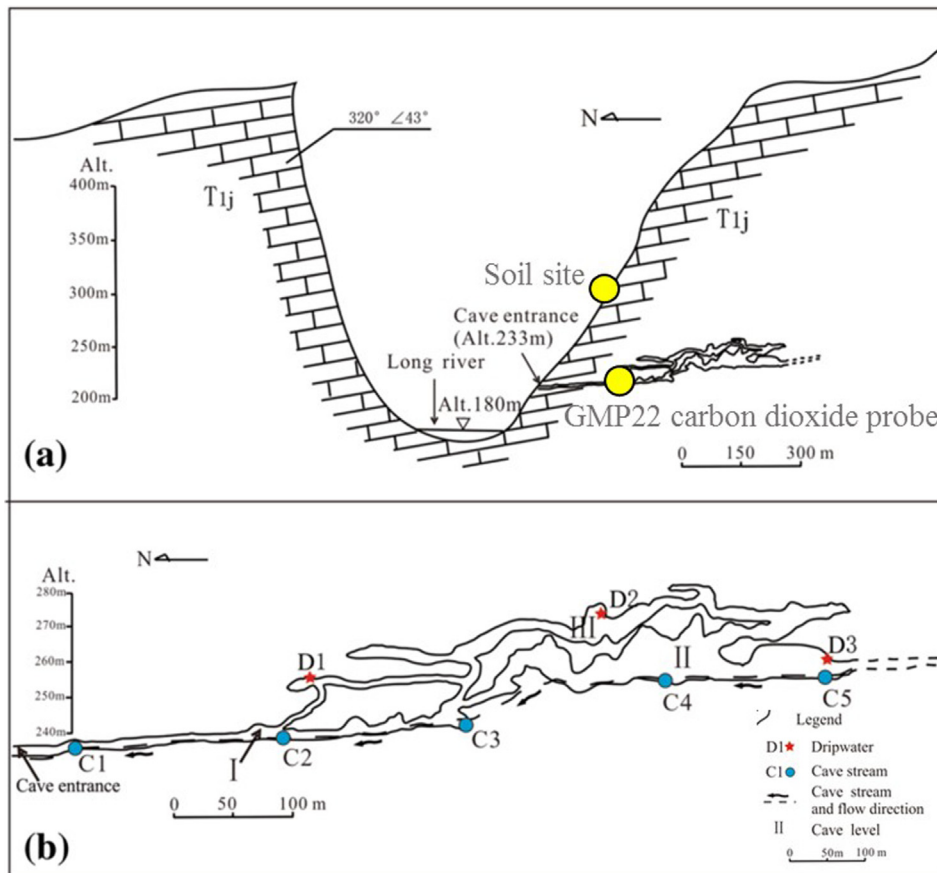 320° ∠43°
N
Alt.
400m
350m
300m
250m
200m
T1j
T1j
Soil site
Cave entrance
(Alt.233m)
Long river
Alt.180m
GMP22 carbon dioxide probe
(a)
0 150 300 m
N
Alt.
280m
270m
260m
250m
240m
D1
D2
III
D3
II
C4
C5
C3
C2
C1
I
Cave entrance
0 50 100 m
Legend
D1 Dripwater
C1 Cave stream
Cave stream
and flow direction
II Cave level
0 50m 100 m
(b)